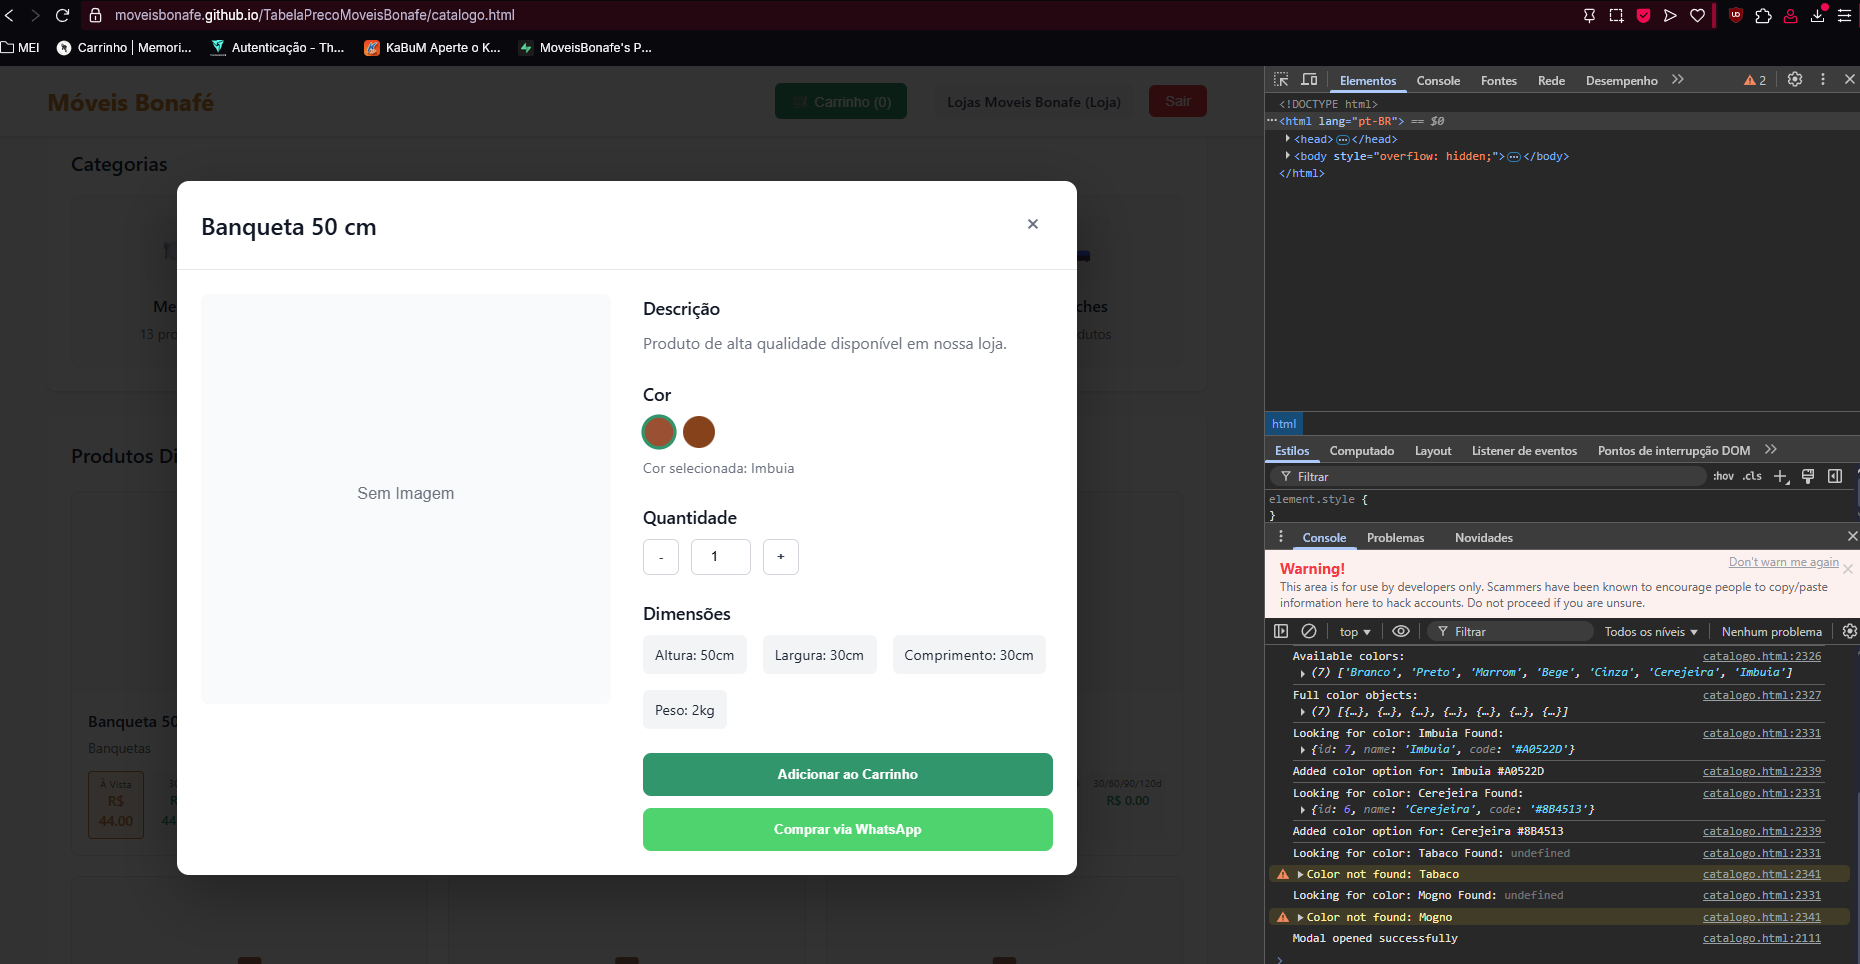 moveisbonafe.github.io/TabelaPrecoMoveisBonafe/catalogo.html
MEI
Carrinho | Memori...
Autenticação - Th...
KaBuM Aperte o K...
MoveisBonafe's P...
Móveis Bonafé
Carrinho (0)
Lojas Moveis Bonafe (Loja)
Sair
Categorias
Me
13 pro
ches
dutos
Produtos Di
Banqueta 50
Banquetas
À Vista
R$
44.00
30
R
44
30/60/90/120d
R$ 0.00
Banqueta 50 cm
×
Sem Imagem
Descrição
Produto de alta qualidade disponível em nossa loja.
Cor
Cor selecionada: Imbuia
Quantidade
- 1 +
Dimensões
Altura: 50cm
Largura: 30cm
Comprimento: 30cm
Peso: 2kg
Adicionar ao Carrinho
Comprar via WhatsApp
Elementos Console Fontes Rede Desempenho >> 2
<!DOCTYPE html>
<html lang="pt-BR"> == $0
<head> ... </head>
<body style="overflow: hidden;"> ... </body>
</html>
html
Estilos Computado Layout Listener de eventos Pontos de interrupção DOM >>
Filtrar :hov .cls
element.style {
}
Console Problemas Novidades
Don't warn me again
Warning!
This area is for use by developers only. Scammers have been known to encourage people to copy/paste
information here to hack accounts. Do not proceed if you are unsure.
top Filtrar Todos os níveis Nenhum problema
Available colors: catalogo.html:2326
(7) ['Branco', 'Preto', 'Marrom', 'Bege', 'Cinza', 'Cerejeira', 'Imbuia']
Full color objects: catalogo.html:2327
(7) [{…}, {…}, {…}, {…}, {…}, {…}, {…}]
Looking for color: Imbuia Found: catalogo.html:2331
{id: 7, name: 'Imbuia', code: '#A0522D'}
Added color option for: Imbuia #A0522D catalogo.html:2339
Looking for color: Cerejeira Found: catalogo.html:2331
{id: 6, name: 'Cerejeira', code: '#8B4513'}
Added color option for: Cerejeira #8B4513 catalogo.html:2339
Looking for color: Tabaco Found: undefined catalogo.html:2331
Color not found: Tabaco catalogo.html:2341
Looking for color: Mogno Found: undefined catalogo.html:2331
Color not found: Mogno catalogo.html:2341
Modal opened successfully catalogo.html:2111